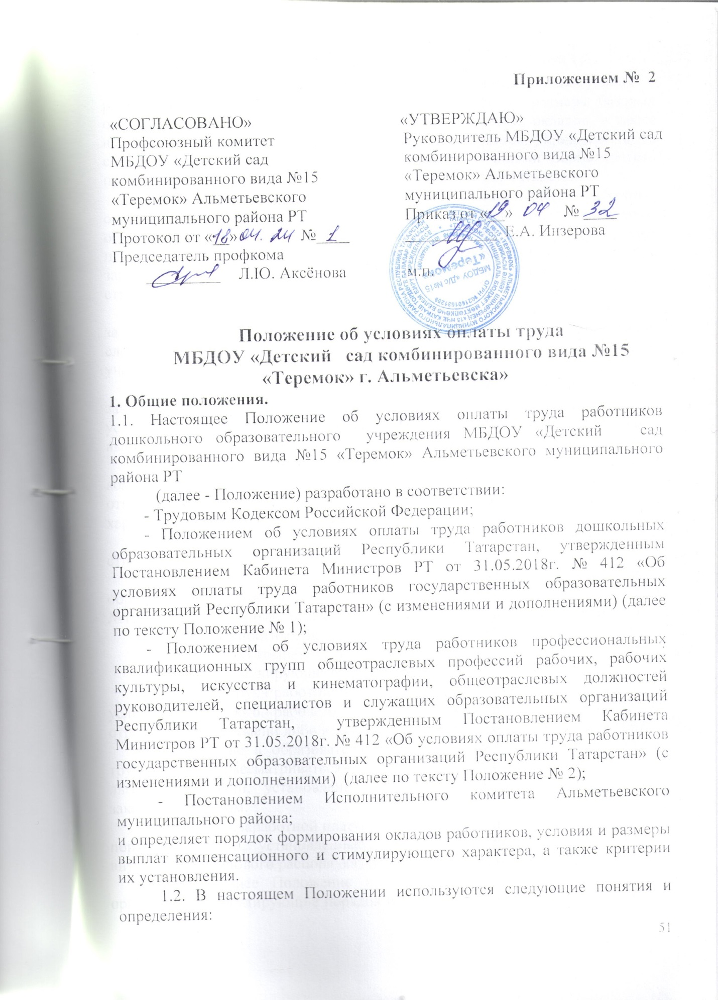 Приложением № 2
«СОГЛАСОВАНО»
Профсоюзный комитет
МБДОУ «Детский сад
комбинированного вида №15
«Теремок» Альметьевского
муниципального района РТ
Протокол от «18» 04. 24 № 1
Председатель профкома
Л.Ю. Аксёнова
«УТВЕРЖДАЮ»
Руководитель МБДОУ «Детский сад
комбинированного вида №15
«Теремок» Альметьевского
муниципального района РТ
Приказ от «19» 04 № 32
Е.А. Инзерова
м.п.
МБДОУ «Д/с №15
«Теремок»
Положение об условиях оплаты труда
МБДОУ «Детский сад комбинированного вида №15
«Теремок» г. Альметьевска»
1. Общие положения.
1.1. Настоящее Положение об условиях оплаты труда работников
дошкольного образовательного учреждения МБДОУ «Детский сад
комбинированного вида №15 «Теремок» Альметьевского муниципального
района РТ
(далее - Положение) разработано в соответствии:
- Трудовым Кодексом Российской Федерации;
- Положением об условиях оплаты труда работников дошкольных
образовательных организаций Республики Татарстан, утвержденным
Постановлением Кабинета Министров РТ от 31.05.2018г. № 412 «Об
условиях оплаты труда работников государственных образовательных
организаций Республики Татарстан» (с изменениями и дополнениями) (далее
по тексту Положение № 1);
- Положением об условиях труда работников профессиональных
квалификационных групп общеотраслевых профессий рабочих, рабочих
культуры, искусства и кинематографии, общеотраслевых должностей
руководителей, специалистов и служащих образовательных организаций
Республики Татарстан, утвержденным Постановлением Кабинета
Министров РТ от 31.05.2018г. № 412 «Об условиях оплаты труда работников
государственных образовательных организаций Республики Татарстан» (с
изменениями и дополнениями) (далее по тексту Положение № 2);
- Постановлением Исполнительного комитета Альметьевского
муниципального района;
и определяет порядок формирования окладов работников, условия и размеры
выплат компенсационного и стимулирующего характера, а также критерии
их установления.
1.2. В настоящем Положении используются следующие понятия и
определения:
51